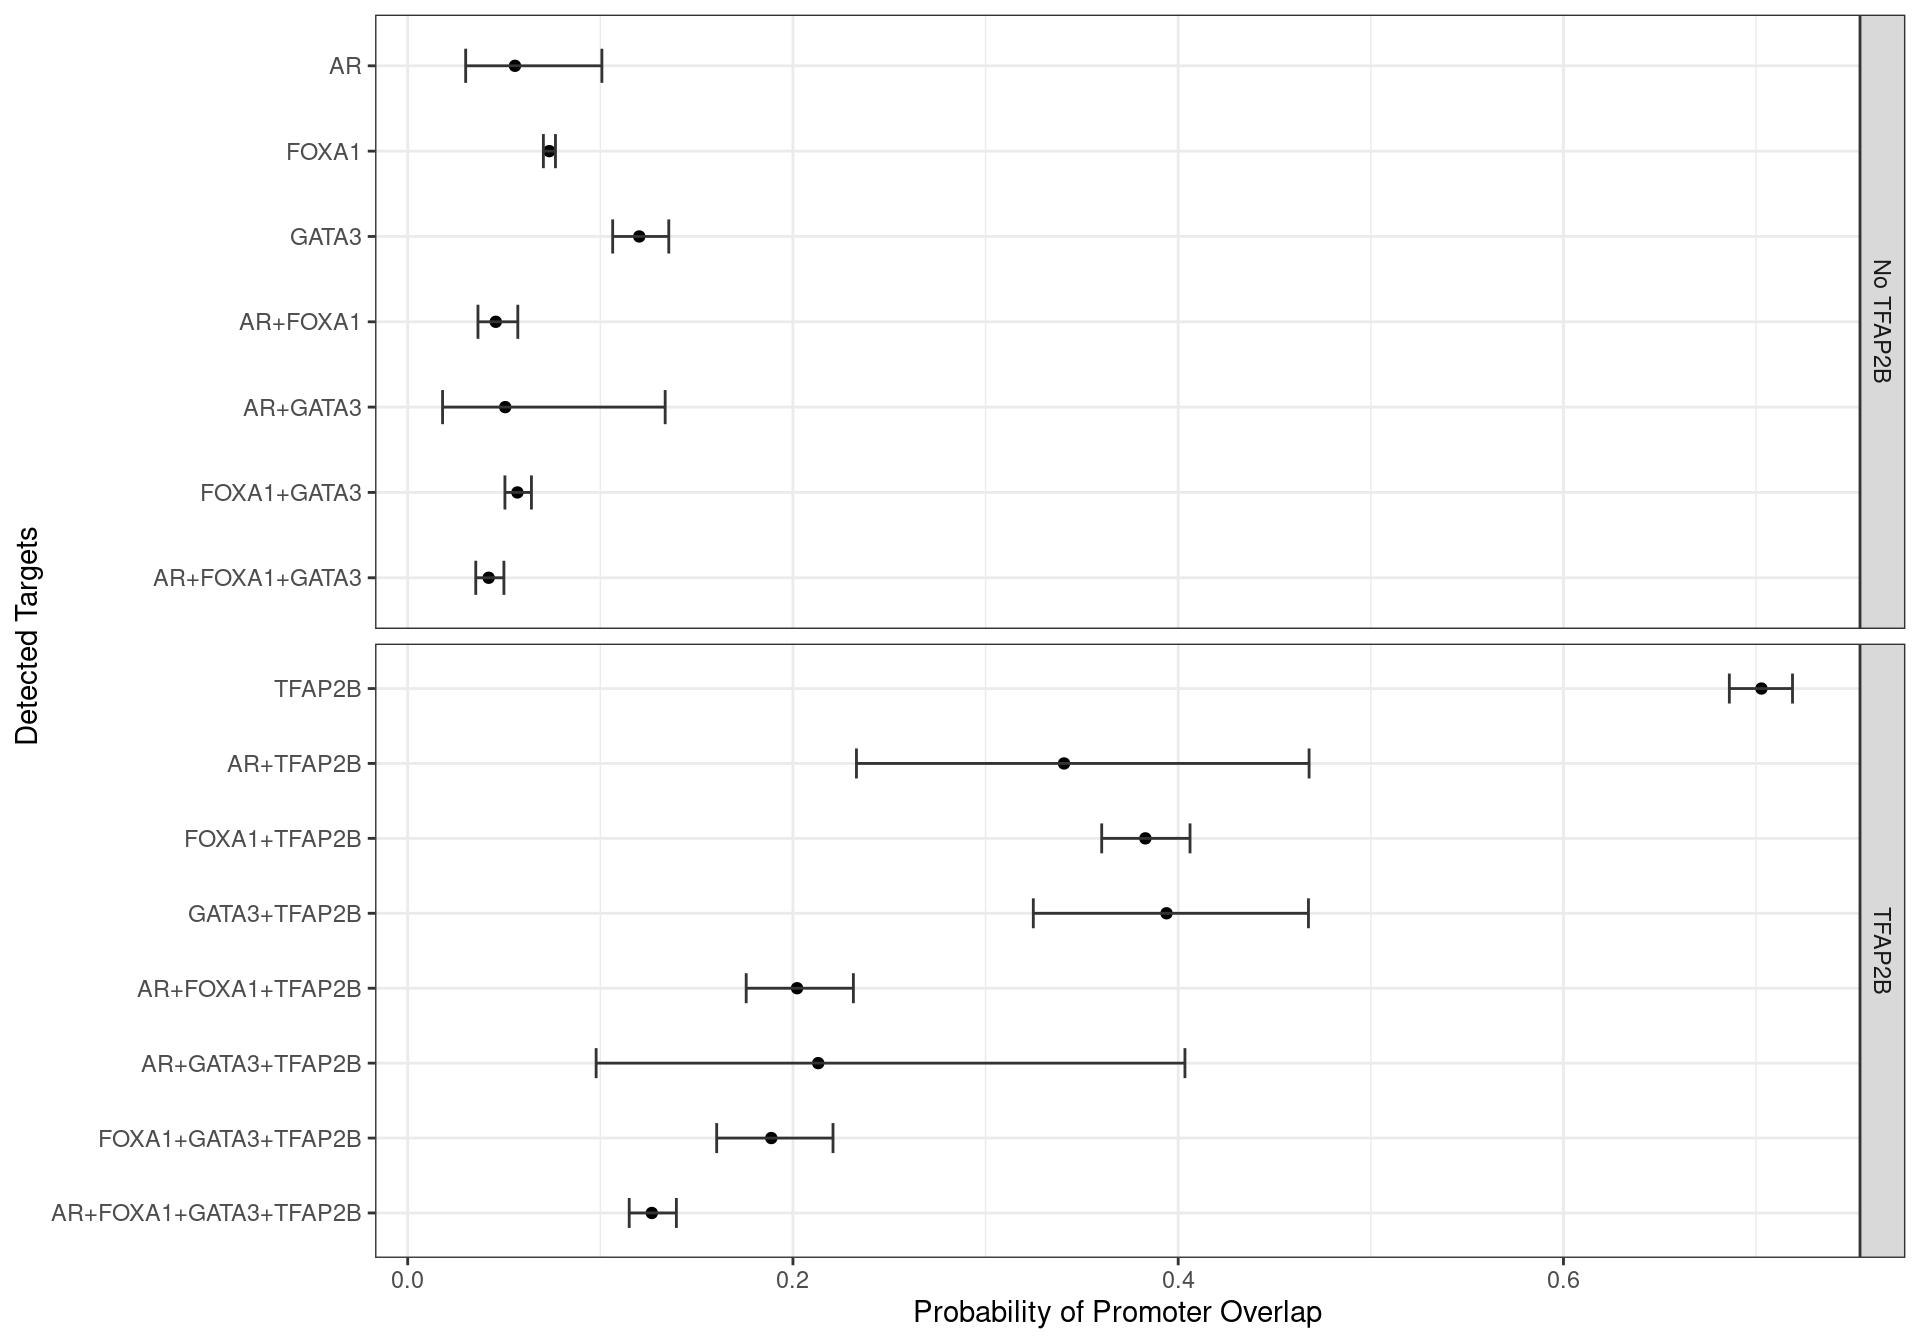 AR
FOXA1
GATA3
AR+FOXA1
AR+GATA3
FOXA1+GATA3
AR+FOXA1+GATA3
No TFAP2B
Detected Targets
TFAP2B
AR+TFAP2B
FOXA1+TFAP2B
GATA3+TFAP2B
AR+FOXA1+TFAP2B
AR+GATA3+TFAP2B
FOXA1+GATA3+TFAP2B
AR+FOXA1+GATA3+TFAP2B
TFAP2B
0.0 0.2 0.4 0.6
Probability of Promoter Overlap